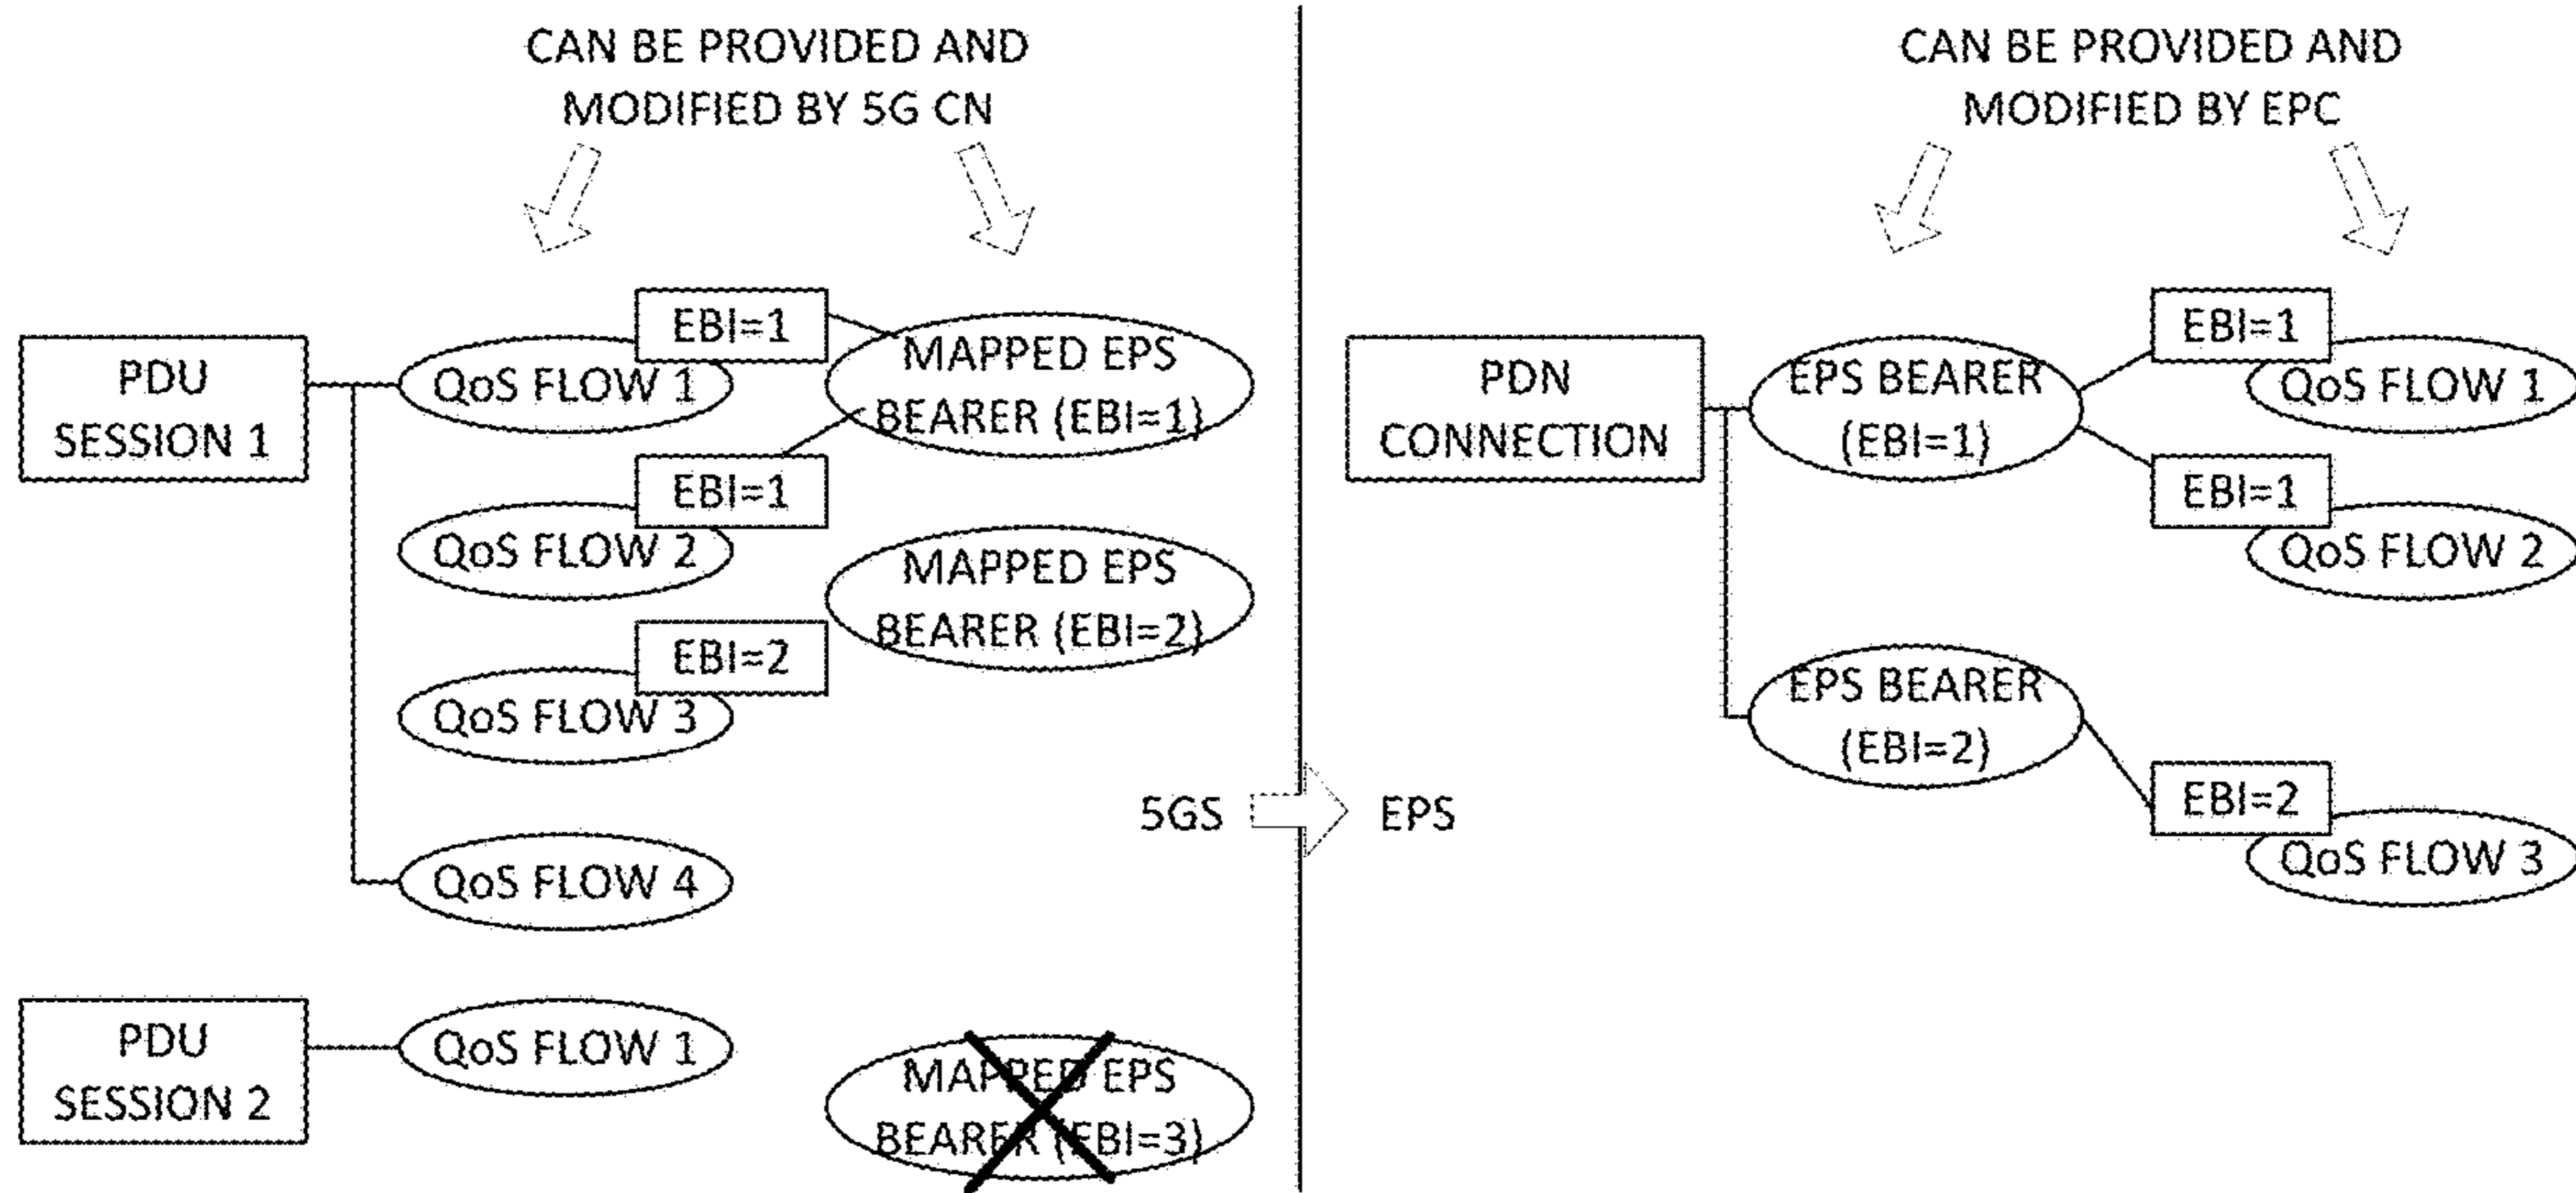 CAN BE PROVIDED AND
MODIFIED BY 5G CN
EBI=1
PDU
SESSION 1
QoS FLOW 1
MAPPED EPS
BEARER (EBI=1)
EBI=1
QoS FLOW 2
MAPPED EPS
BEARER (EBI=2)
EBI=2
QoS FLOW 3
QoS FLOW 4
PDU
SESSION 2
QoS FLOW 1
MAPPED EPS
BEARER (EBI=3)
5GS
EPS
CAN BE PROVIDED AND
MODIFIED BY EPC
PDN
CONNECTION
EPS BEARER
(EBI=1)
EBI=1
QoS FLOW 1
EBI=1
QoS FLOW 2
EPS BEARER
(EBI=2)
EBI=2
QoS FLOW 3